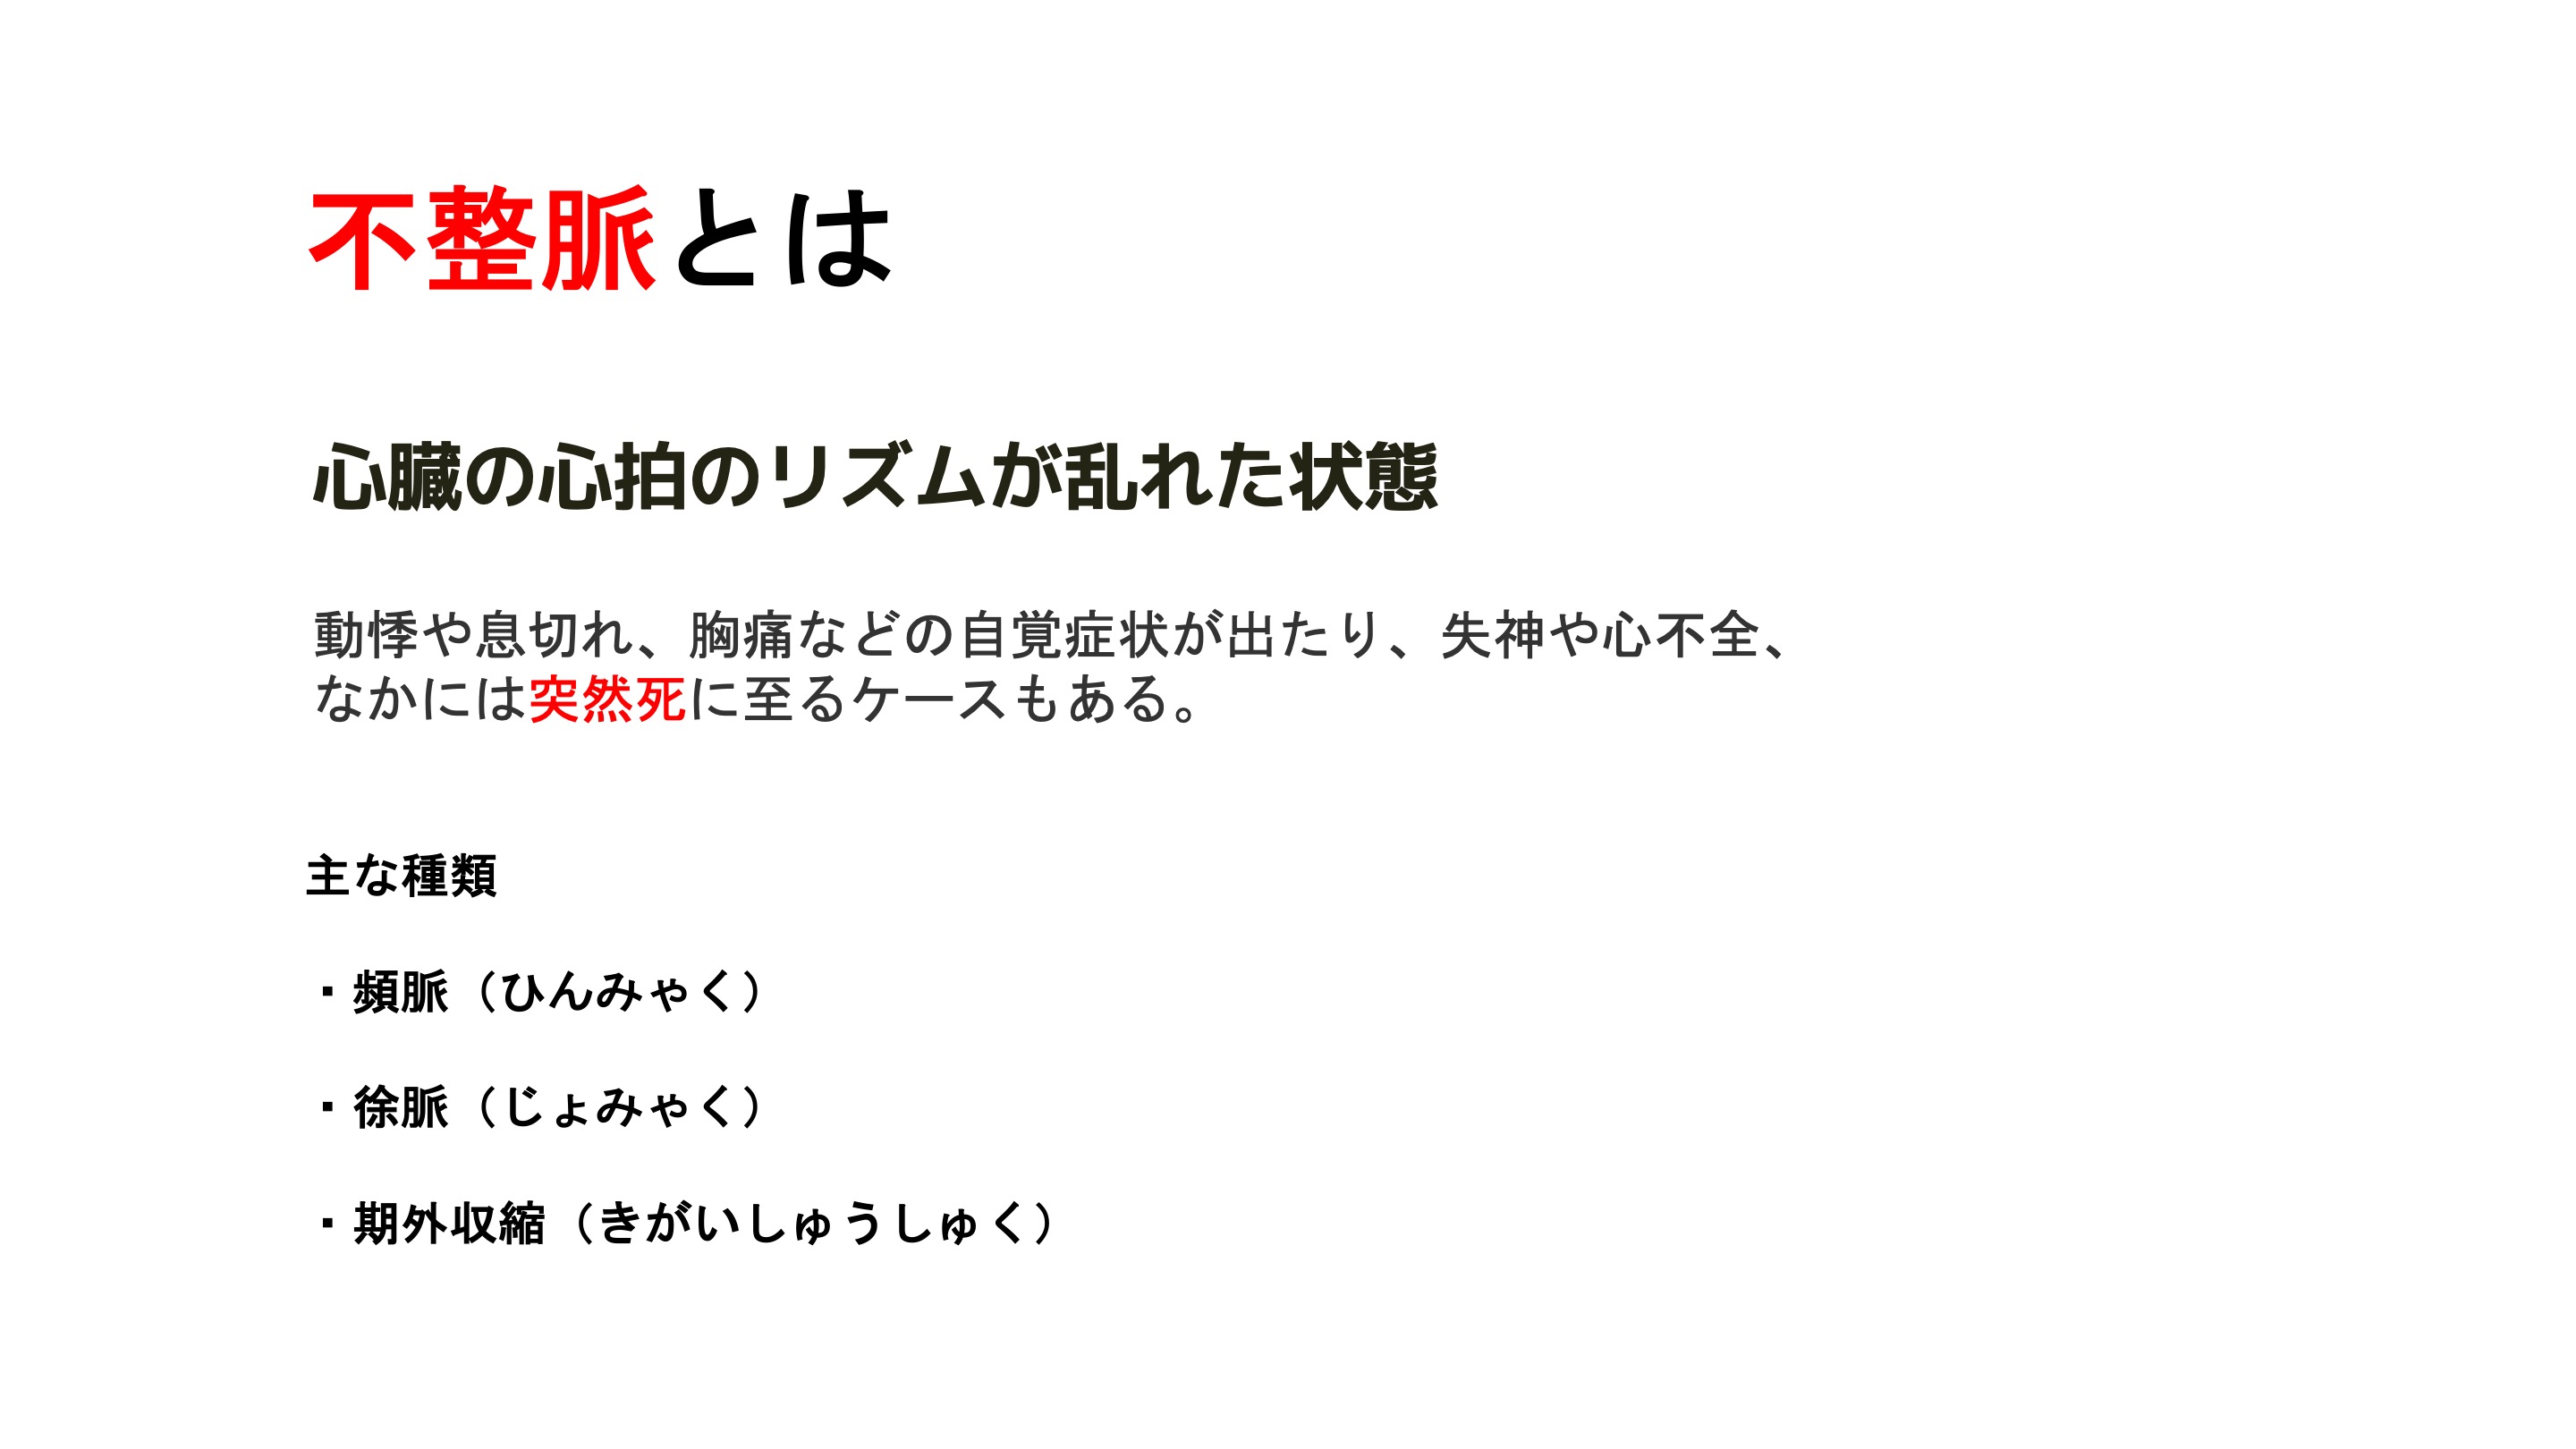 不整脈とは
心臓の心拍のリズムが乱れた状態
動悸や息切れ、胸痛などの自覚症状が出たり、失神や心不全、
なかには突然死に至るケースもある。
主な種類
・頻脈（ひんみゃく）
・徐脈（じょみゃく）
・期外収縮（きがいしゅうしゅく）